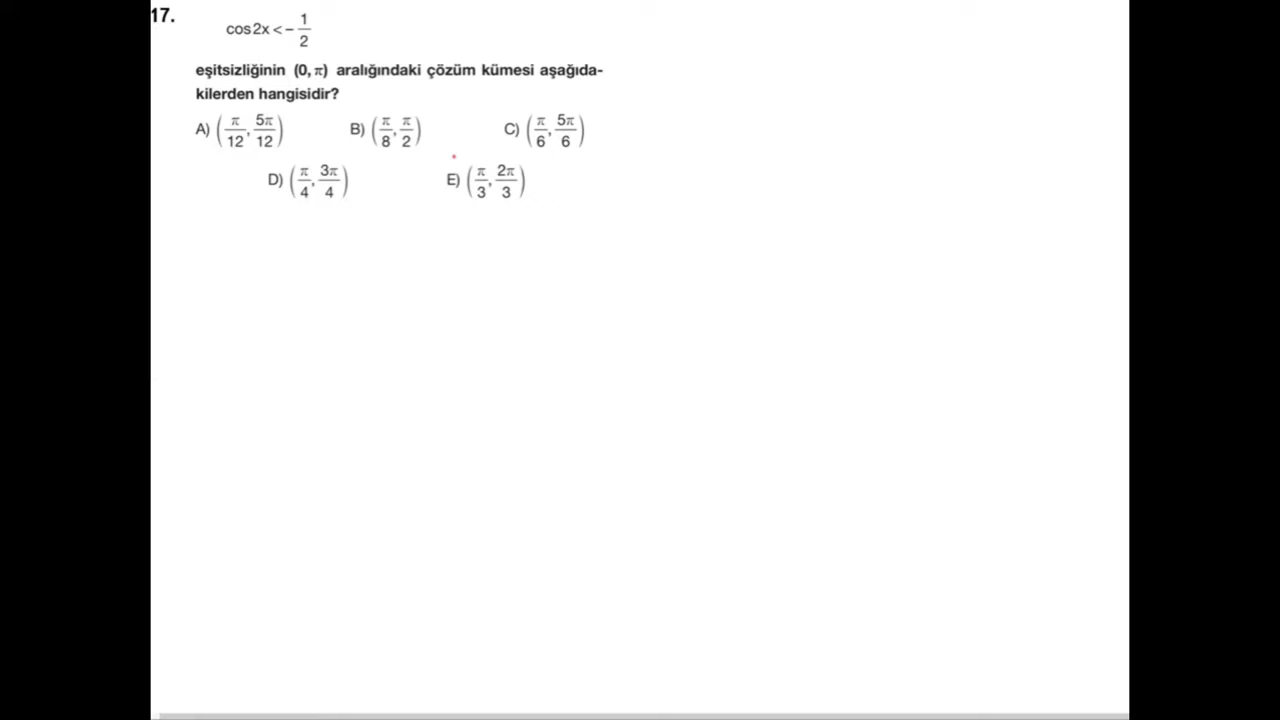 17.
cos2x < - 1/2
eşitsizliğinin (0, π) aralığındaki çözüm kümesi aşağıda-
kilerden hangisidir?
A) (π/12, 5π/12) B) (π/8, π/2) C) (π/6, 5π/6)
D) (π/4, 3π/4) E) (π/3, 2π/3)